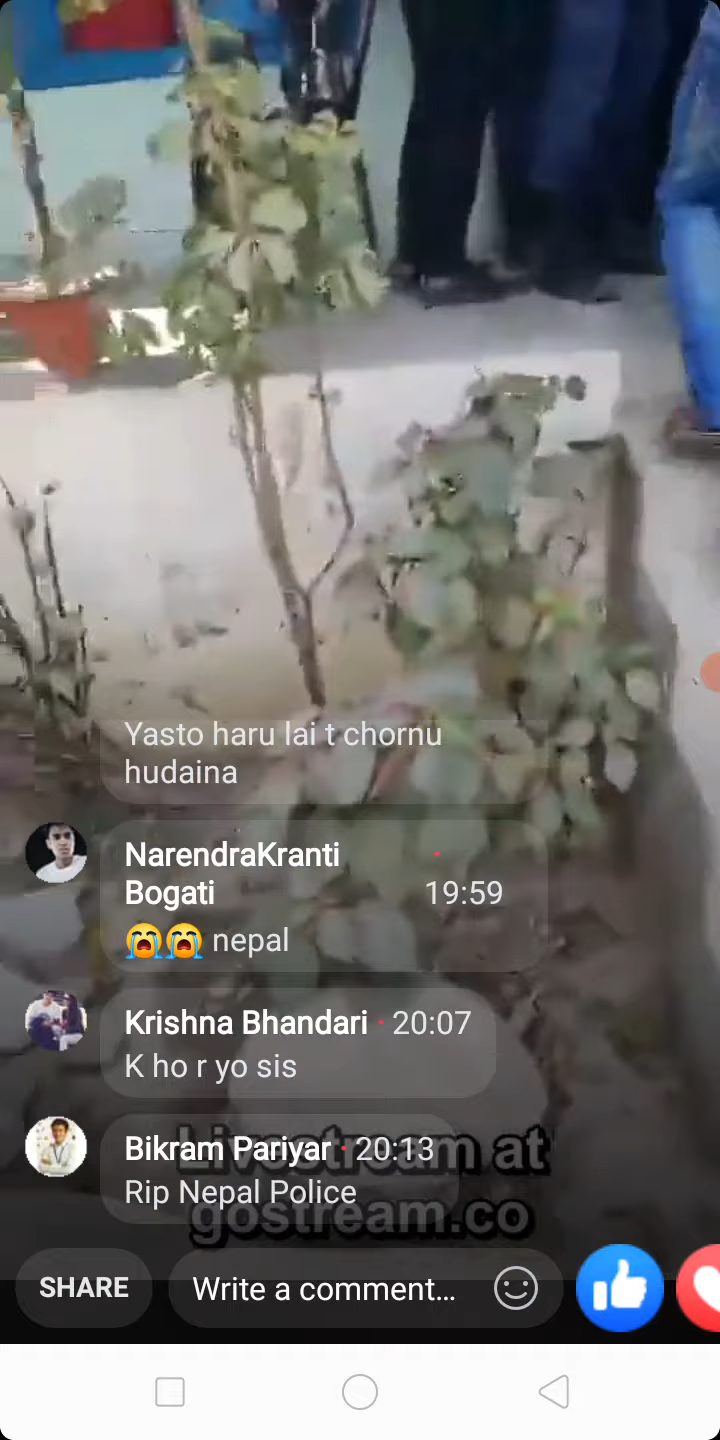 Yasto haru lai t chornu
hudaina
NarendraKranti
Bogati · 19:59
😭😭 nepal
Krishna Bhandari · 20:07
K ho r yo sis
Bikram Pariyar · 20:13
Rip Nepal Police
Livestream at
gostream.co
SHARE
Write a comment...